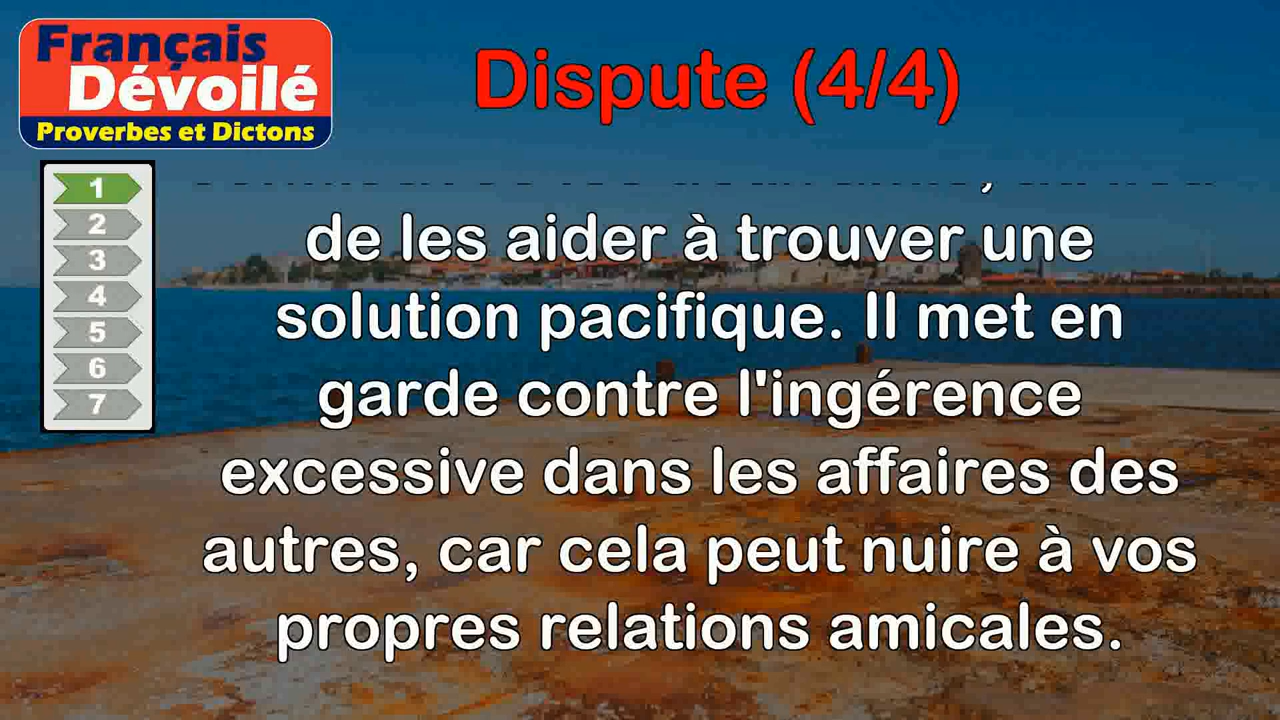 Français
Dévoilé
Proverbes et Dictons
Dispute (4/4)
1
2
3
4
5
6
7
de les aider à trouver une
solution pacifique. Il met en
garde contre l'ingérence
excessive dans les affaires des
autres, car cela peut nuire à vos
propres relations amicales.